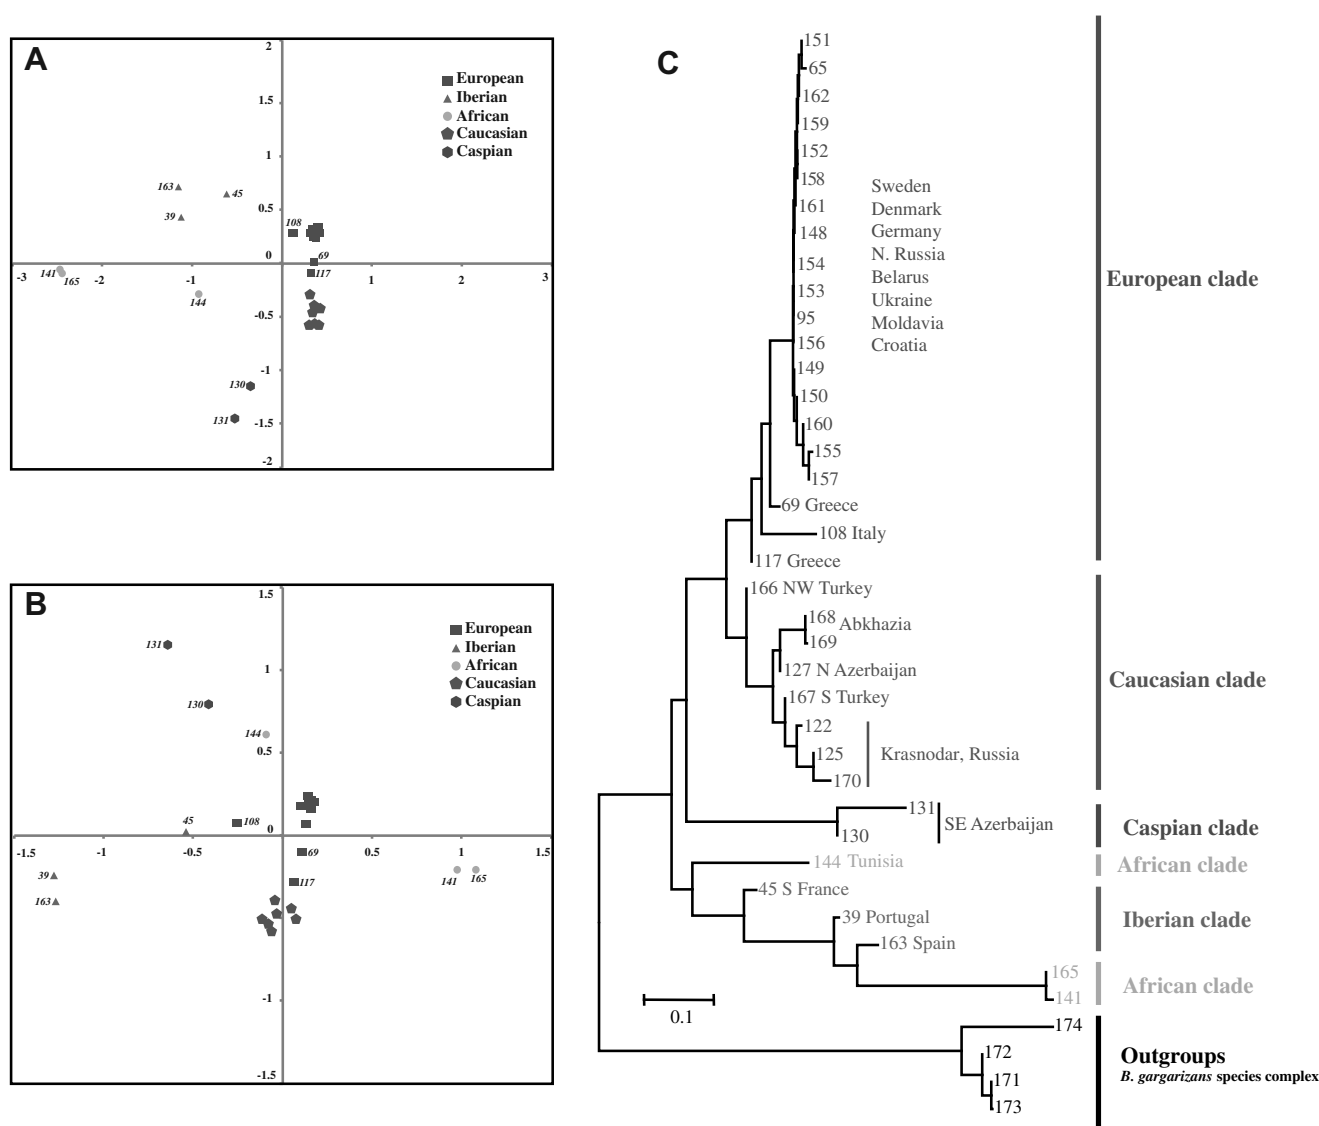 A
2
1.5
1
0.5
0
-0.5
-1
-1.5
-2
-3
-2
-1
1
2
3
European
Iberian
African
Caucasian
Caspian
163
45
39
108
69
117
141
165
144
130
131
B
1.5
1
0.5
0
-1
-1.5
-1.5
-1
-0.5
0.5
1
1.5
European
Iberian
African
Caucasian
Caspian
131
130
144
45
108
69
39
163
117
141
165
C
151
65
162
159
152
158
161
148
154
153
95
156
149
150
160
155
157
Sweden
Denmark
Germany
N. Russia
Belarus
Ukraine
Moldavia
Croatia
69 Greece
108 Italy
117 Greece
European clade
166 NW Turkey
168
169
Abkhazia
127 N Azerbaijan
167 S Turkey
122
125
170
Krasnodar, Russia
Caucasian clade
131
130
SE Azerbaijan
Caspian clade
144 Tunisia
African clade
45 S France
39 Portugal
163 Spain
Iberian clade
165
141
African clade
0.1
174
172
171
173
Outgroups
B. gargarizans species complex